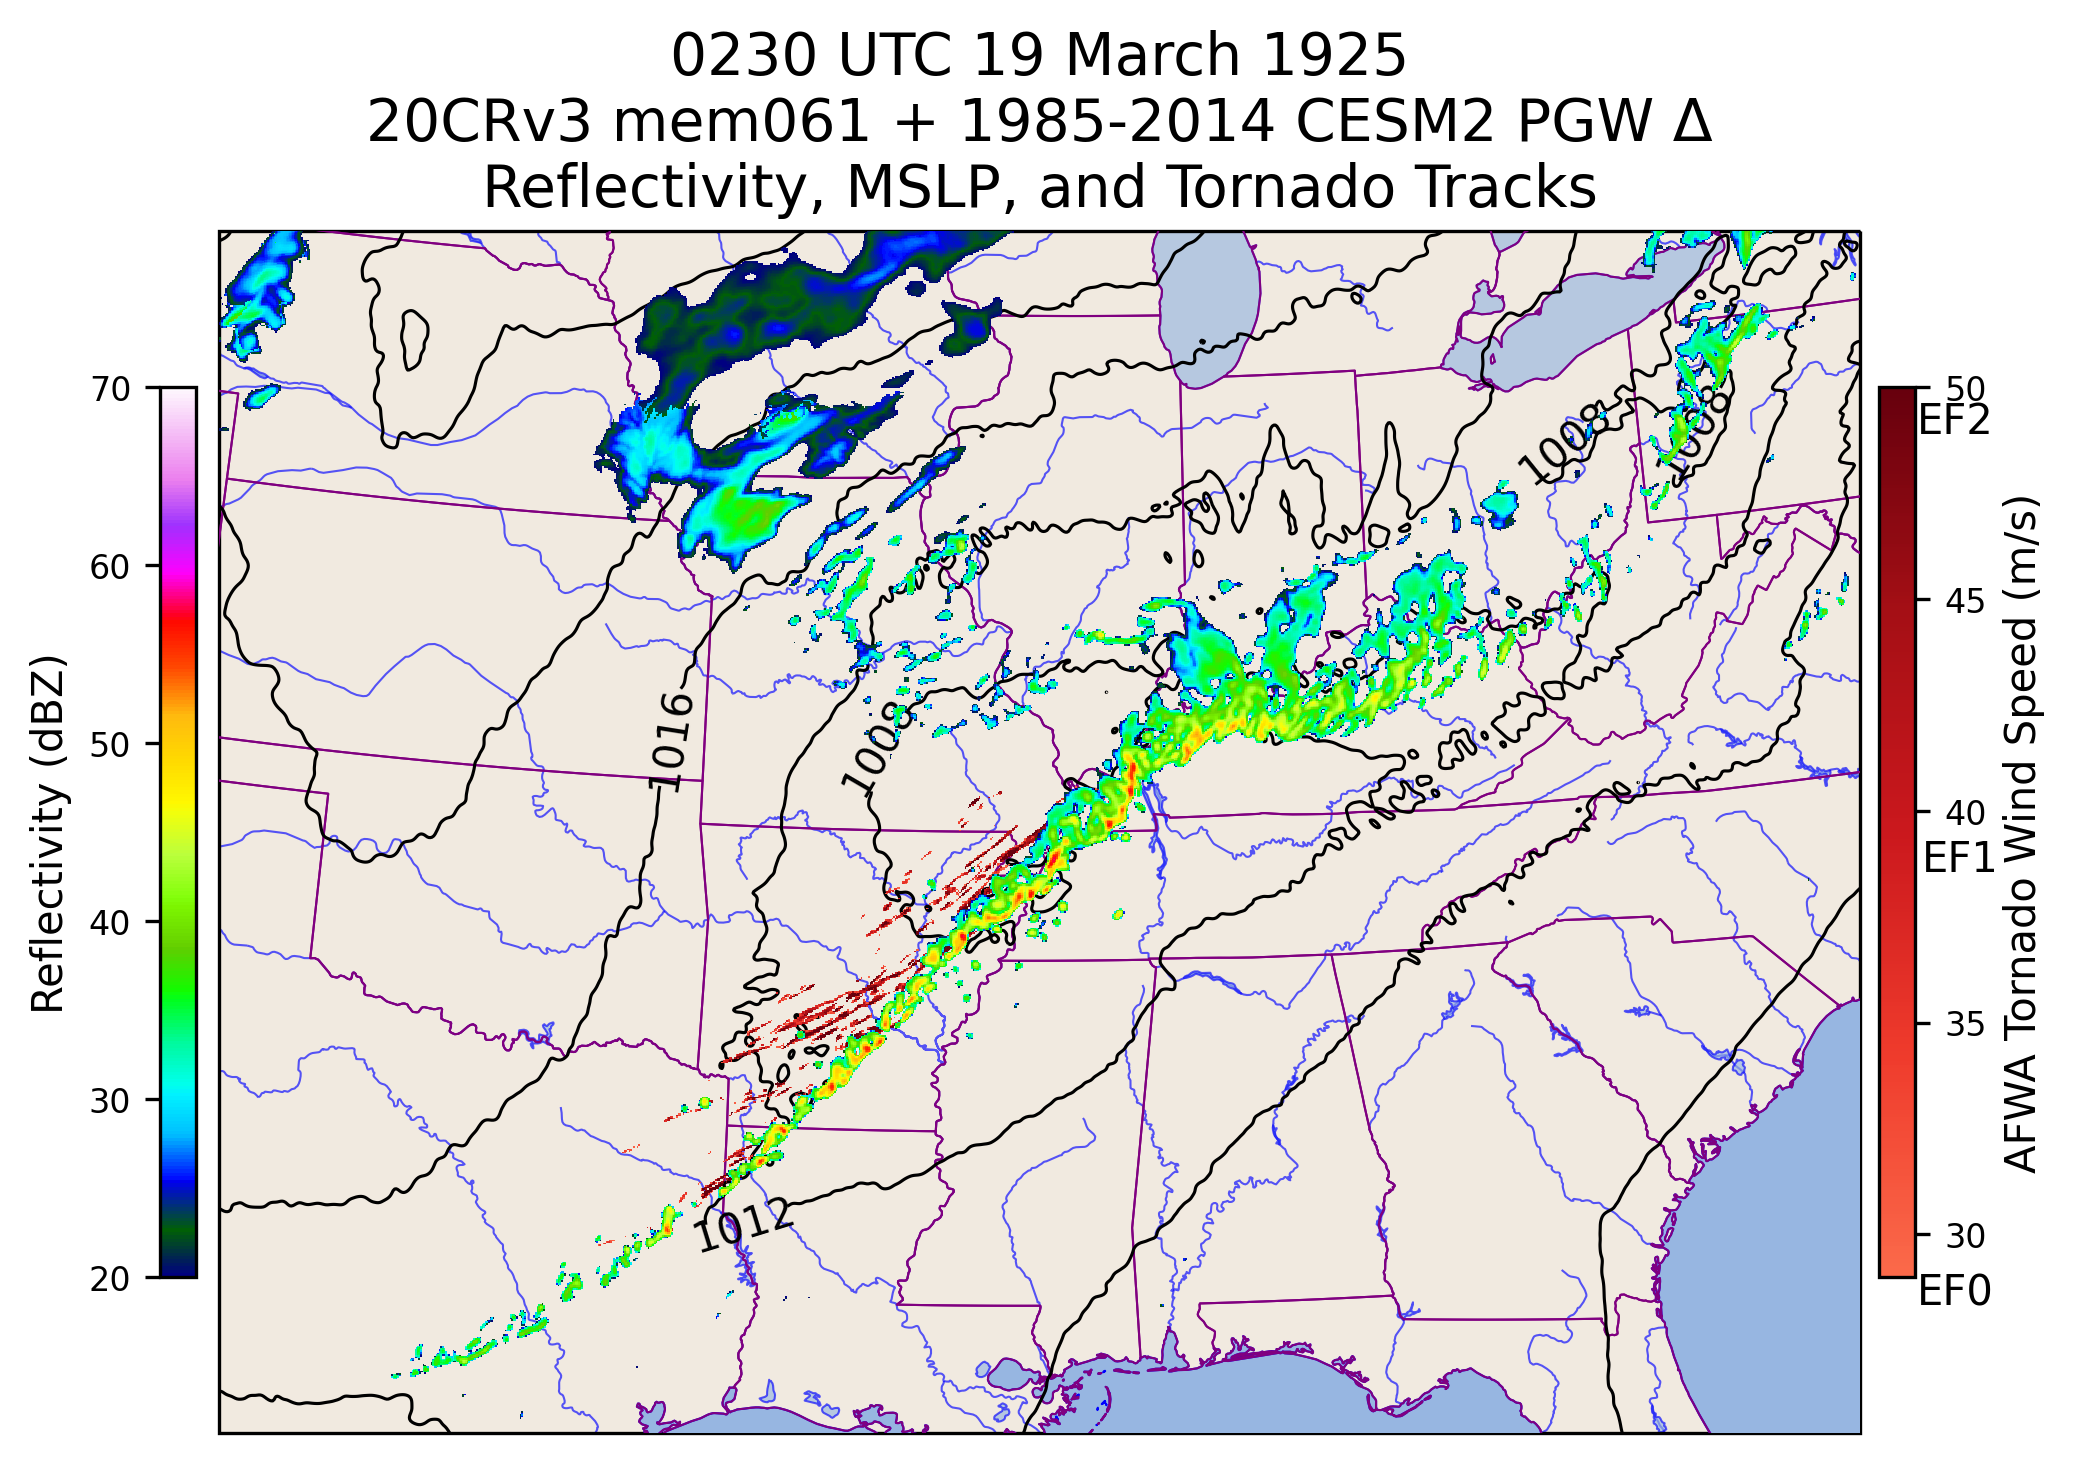 0230 UTC 19 March 1925
20CRv3 mem061 + 1985-2014 CESM2 PGW Δ
Reflectivity, MSLP, and Tornado Tracks
Reflectivity (dBZ)
70
60
50
40
30
20
1008
1008
1016
1008
1012
50
EF2
45
40
EF1
35
30
EF0
AFWA Tornado Wind Speed (m/s)